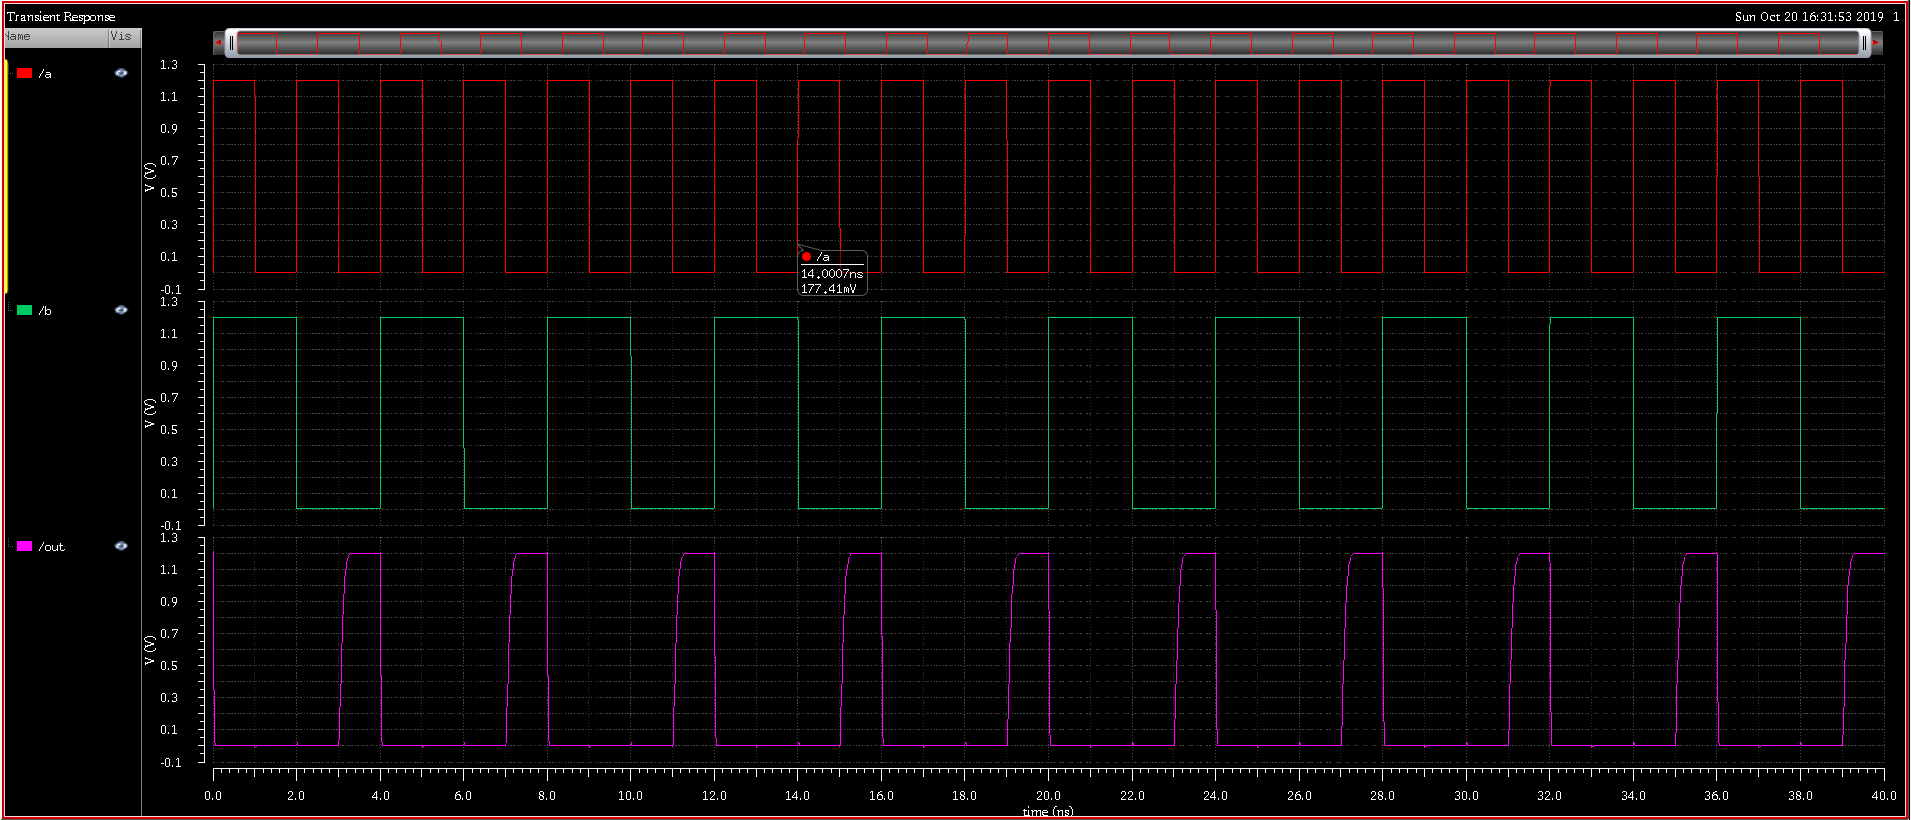 Transient Response
Sun Oct 20 16:31:53 2019 1
Name Vis
/a
1.3
1.1
0.9
0.7
0.5
0.3
0.1
-0.1
V (V)
/a
14.0007ns
177.41mV
/b
1.3
1.1
0.9
0.7
0.5
0.3
0.1
-0.1
V (V)
/out
1.3
1.1
0.9
0.7
0.5
0.3
0.1
-0.1
V (V)
0.0 2.0 4.0 6.0 8.0 10.0 12.0 14.0 16.0 18.0 20.0 22.0 24.0 26.0 28.0 30.0 32.0 34.0 36.0 38.0 40.0
time (ns)